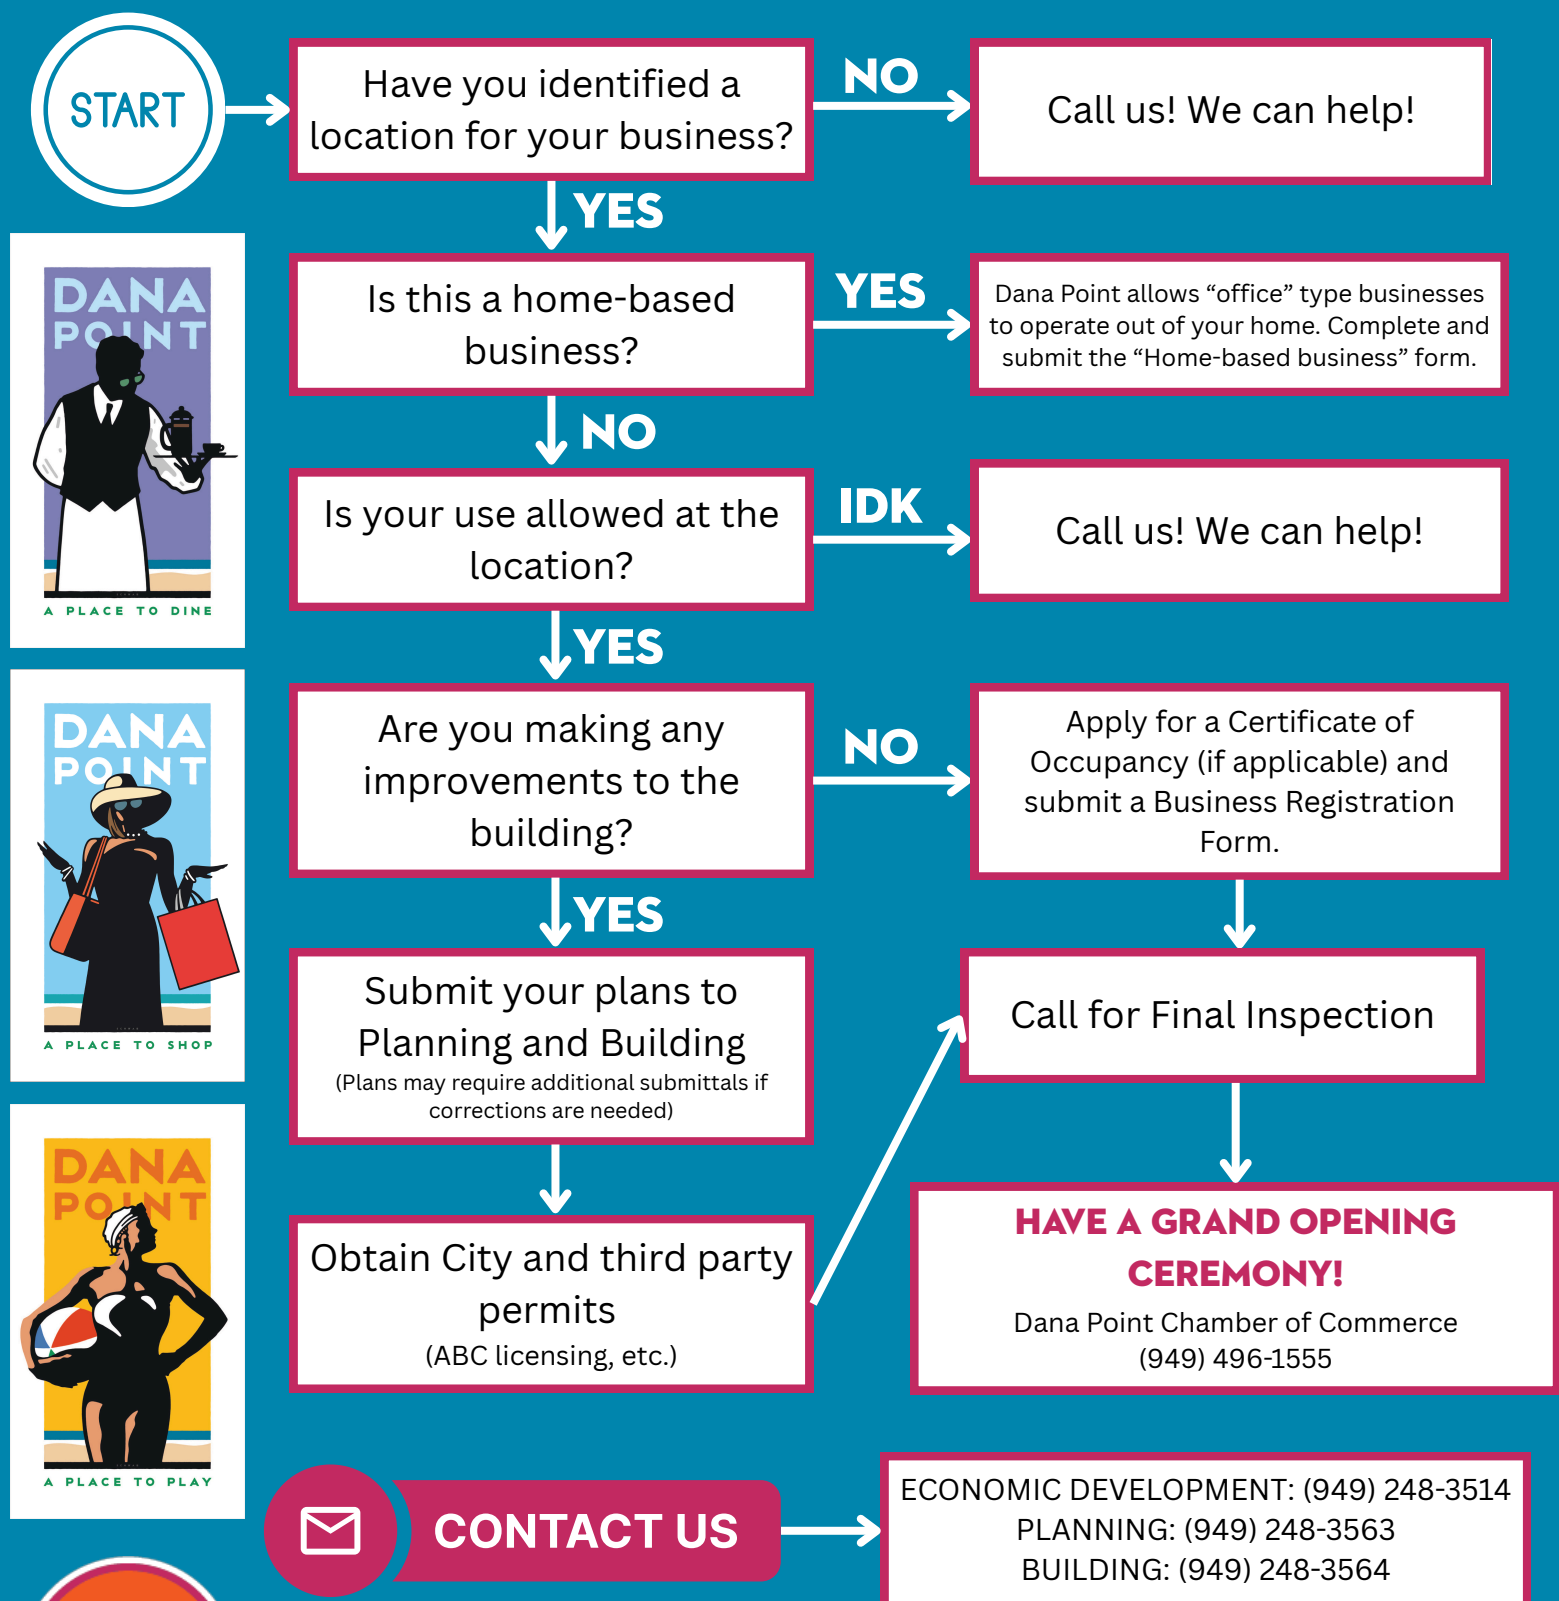 START
Have you identified a
location for your business?
NO
Call us! We can help!
YES
Is this a home-based
business?
YES
Dana Point allows “office” type businesses
to operate out of your home. Complete and
submit the “Home-based business” form.
NO
Is your use allowed at the
location?
IDK
Call us! We can help!
YES
Are you making any
improvements to the
building?
NO
Apply for a Certificate of
Occupancy (if applicable) and
submit a Business Registration
Form.
YES
Submit your plans to
Planning and Building
(Plans may require additional submittals if
corrections are needed)
Call for Final Inspection
Obtain City and third party
permits
(ABC licensing, etc.)
HAVE A GRAND OPENING
CEREMONY!
Dana Point Chamber of Commerce
(949) 496-1555
CONTACT US
ECONOMIC DEVELOPMENT: (949) 248-3514
PLANNING: (949) 248-3563
BUILDING: (949) 248-3564
DANA
POINT
A PLACE TO DINE
DANA
POINT
A PLACE TO SHOP
DANA
POINT
A PLACE TO PLAY